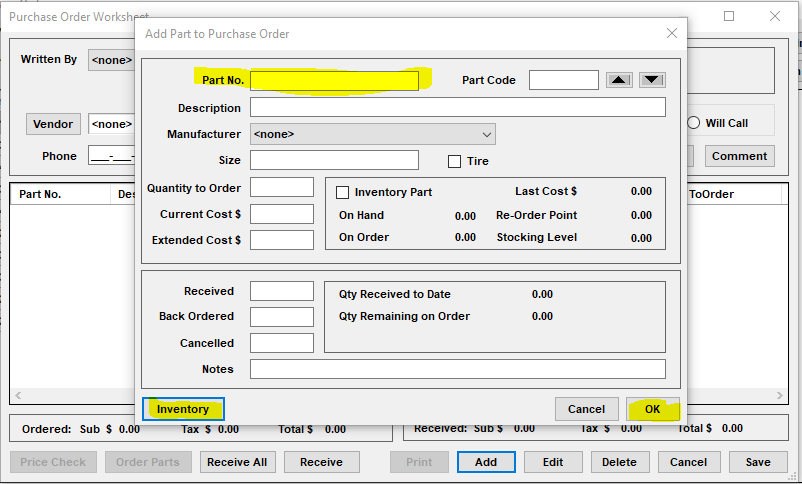 Purchase Order Worksheet
Add Part to Purchase Order
Written By <none>
Part No. Part Code
Description
Vendor <none>
Manufacturer <none>
Will Call
Phone ___-___-
Size Tire
Comment
Quantity to Order
Inventory Part Last Cost $ 0.00
Part No.
ToOrder
Current Cost $
On Hand 0.00 Re-Order Point 0.00
Extended Cost $
On Order 0.00 Stocking Level 0.00
Received
Qty Received to Date 0.00
Back Ordered
Qty Remaining on Order 0.00
Cancelled
Notes
Inventory Cancel OK
Ordered: Sub $ 0.00 Tax $ 0.00 Total $ 0.00 Received: Sub $ 0.00 Tax $ 0.00 Total $ 0.00
Price Check Order Parts Receive All Receive Print Add Edit Delete Cancel Save